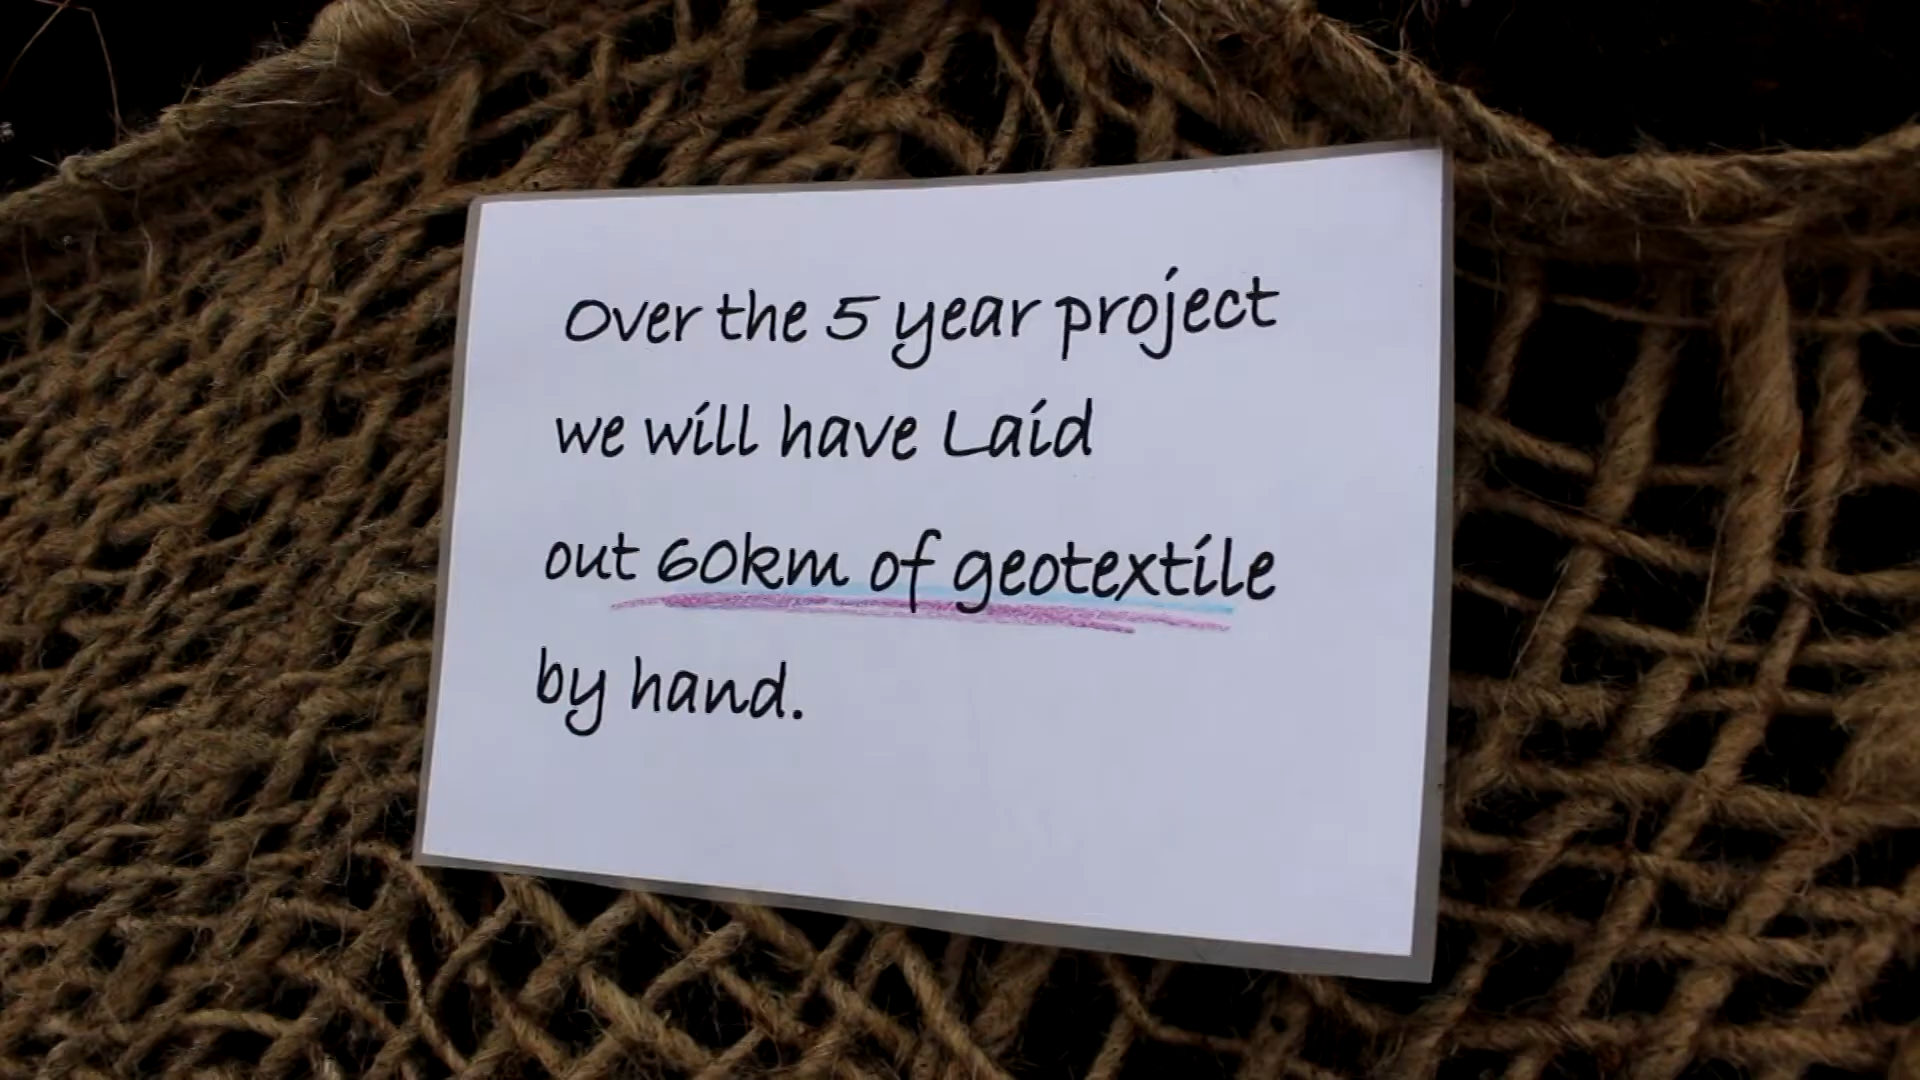 Over the 5 year project
we will have Laid
out 60km of geotextile
by hand.